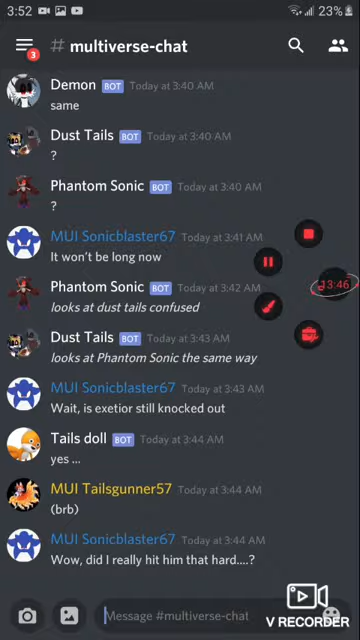 3:52 23%
3 # multiverse-chat
Demon BOT Today at 3:40 AM
same
Dust Tails BOT Today at 3:40 AM
?
Phantom Sonic BOT Today at 3:40 AM
?
MUI Sonicblaster67 Today at 3:41 AM
It won't be long now
Phantom Sonic BOT Today at 3:42 AM
looks at dust tails confused
13:46
Dust Tails BOT Today at 3:43 AM
looks at Phantom Sonic the same way
MUI Sonicblaster67 Today at 3:43 AM
Wait, is exetior still knocked out
Tails doll BOT Today at 3:44 AM
yes ...
MUI Tailsgunner57 Today at 3:44 AM
(brb)
MUI Sonicblaster67 Today at 3:44 AM
Wow, did I really hit him that hard....?
Message #multiverse-chat
V RECORDER